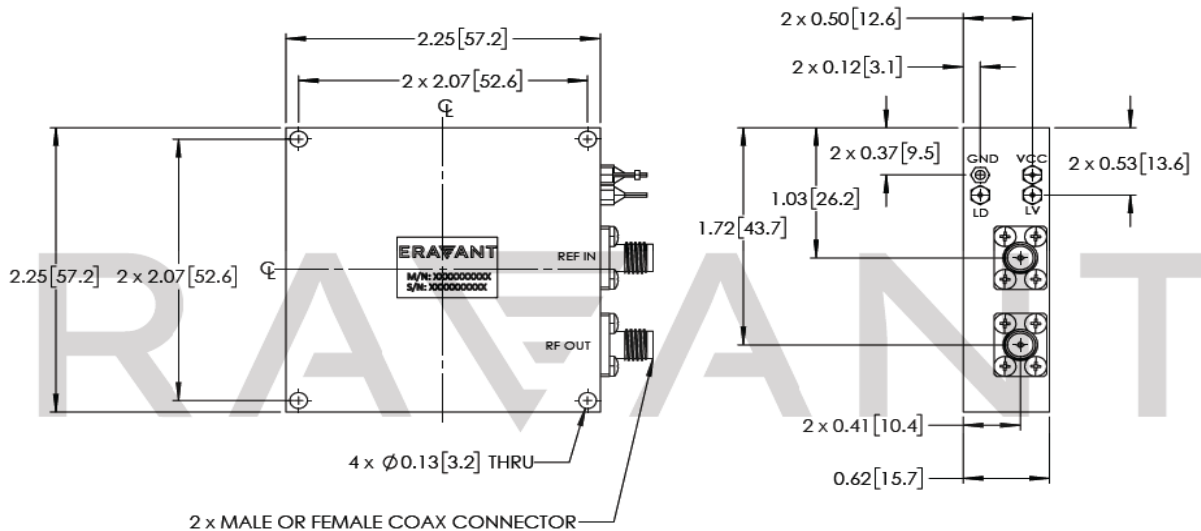 2.25[57.2]
2 x 2.07[52.6]
℄
2.25[57.2]
2 x 2.07[52.6]
℄
ERAVANT
M/N: XXXXXXXXXX
S/N: XXXXXXXXXX
REF IN
RF OUT
4 x Ø0.13[3.2] THRU
2 x MALE OR FEMALE COAX CONNECTOR
2 x 0.50[12.6]
2 x 0.12[3.1]
2 x 0.37[9.5]
1.03[26.2]
1.72[43.7]
GND VCC
LD LV
2 x 0.53[13.6]
2 x 0.41[10.4]
0.62[15.7]
RAVANT